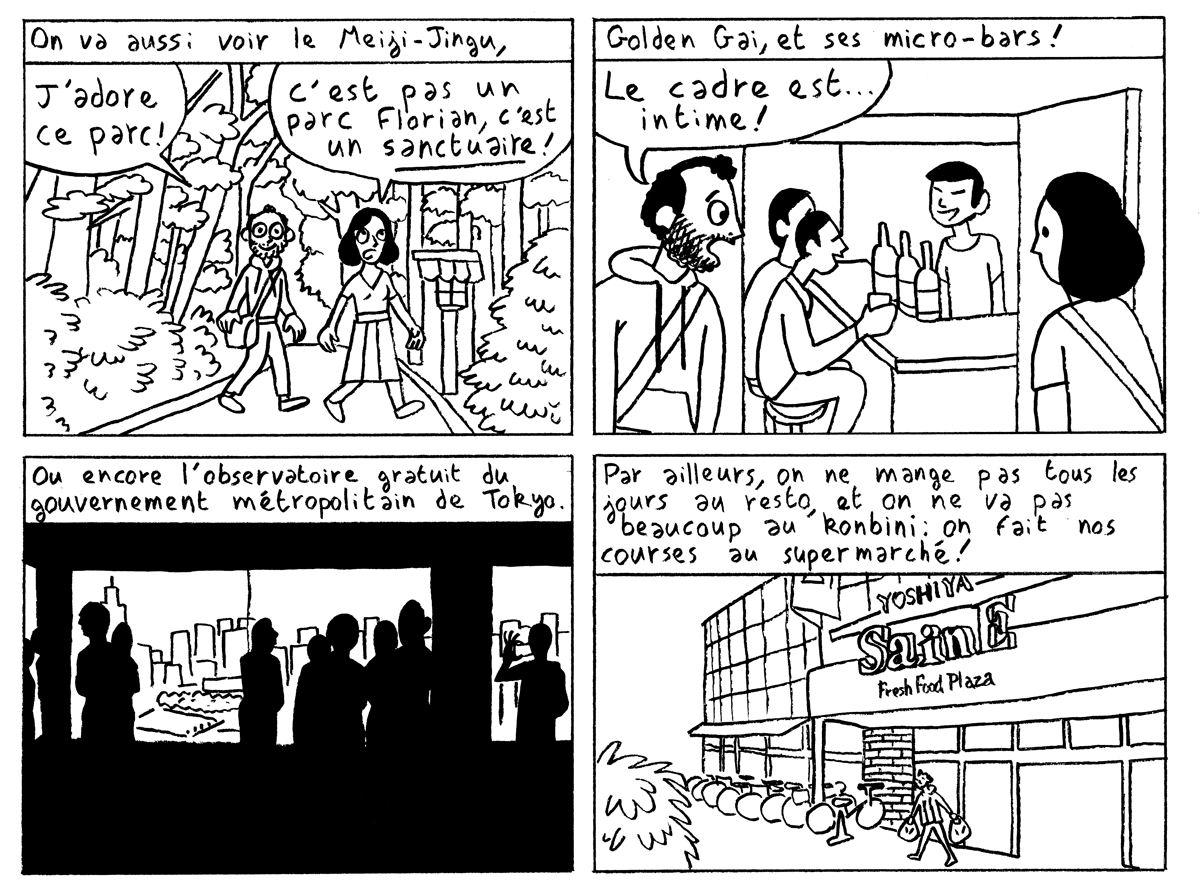 On va aussi voir le Meiji-Jingu,
J'adore
ce parc!
c'est pas un
parc Florian, c'est
un sanctuaire!
Golden Gai, et ses micro-bars!
Le cadre est...
intime!
Ou encore l'observatoire gratuit du
gouvernement métropolitain de Tokyo.
Par ailleurs, on ne mange pas tous les
jours au resto, et on ne va pas
beaucoup au konbini: on fait nos
courses au supermarché!
YOSHIYA
SainE
Fresh Food Plaza